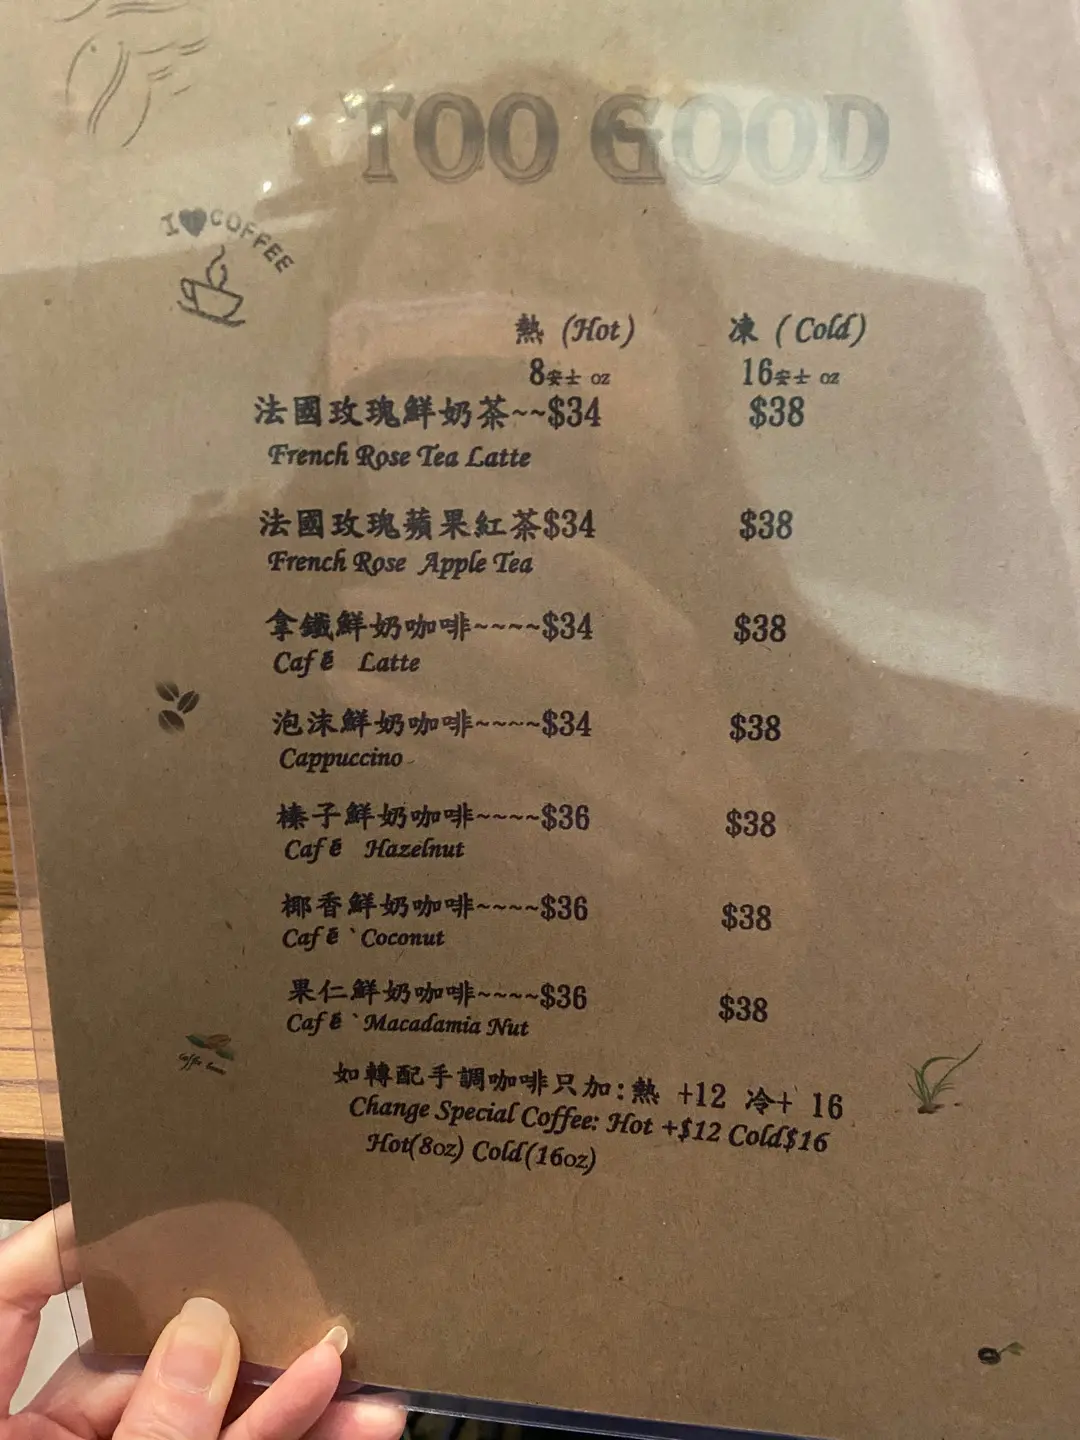 TOO GOOD
I ♥ COFFEE
熱 (Hot) 凍 ( Cold)
8安士 oz 16安士 oz
法國玫瑰鮮奶茶~~$34 $38
French Rose Tea Latte
法國玫瑰蘋果紅茶$34 $38
French Rose Apple Tea
拿鐵鮮奶咖啡~~~~$34 $38
Caf ē Latte
泡沫鮮奶咖啡~~~~$34 $38
Cappuccino
榛子鮮奶咖啡~~~~$36 $38
Caf ē Hazelnut
椰香鮮奶咖啡~~~~$36 $38
Caf ē `Coconut
果仁鮮奶咖啡~~~~$36 $38
Caf ē `Macadamia Nut
如轉配手調咖啡只加:熱 +12 冷+ 16
Change Special Coffee: Hot +$12 Cold$16
Hot(8oz) Cold(16oz)